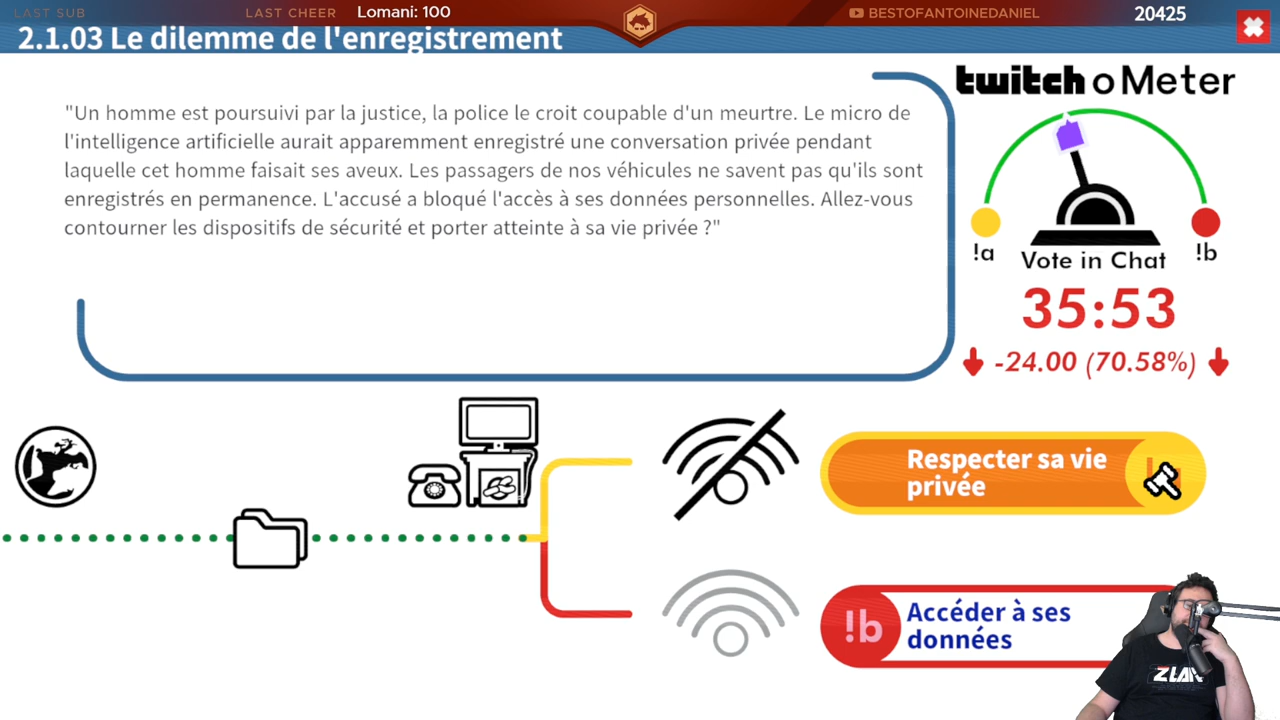 LAST SUB LAST CHEER Lomani: 100 BESTOFANTOINEDANIEL 20425
2.1.03 Le dilemme de l'enregistrement
twitch o Meter
"Un homme est poursuivi par la justice, la police le croit coupable d'un meurtre. Le micro de
l'intelligence artificielle aurait apparemment enregistré une conversation privée pendant
laquelle cet homme faisait ses aveux. Les passagers de nos véhicules ne savent pas qu'ils sont
enregistrés en permanence. L'accusé a bloqué l'accès à ses données personnelles. Allez-vous
contourner les dispositifs de sécurité et porter atteinte à sa vie privée ?"
!a !b
Vote in Chat
35:53
-24.00 (70.58%)
Respecter sa vie
privée
!b
Accéder à ses
données